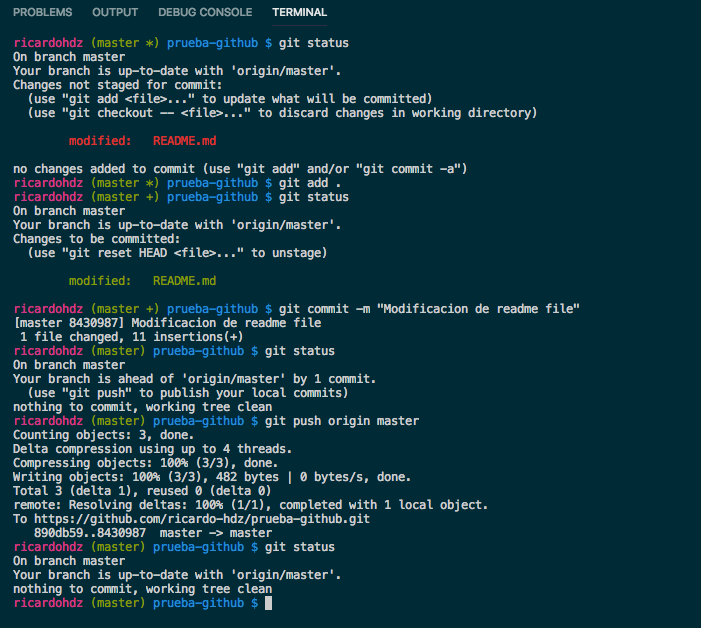 PROBLEMS OUTPUT DEBUG CONSOLE TERMINAL
ricardohdz (master *) prueba-github $ git status
On branch master
Your branch is up-to-date with 'origin/master'.
Changes not staged for commit:
  (use "git add <file>..." to update what will be committed)
  (use "git checkout -- <file>..." to discard changes in working directory)
        modified:   README.md
no changes added to commit (use "git add" and/or "git commit -a")
ricardohdz (master *) prueba-github $ git add .
ricardohdz (master +) prueba-github $ git status
On branch master
Your branch is up-to-date with 'origin/master'.
Changes to be committed:
  (use "git reset HEAD <file>..." to unstage)
        modified:   README.md
ricardohdz (master +) prueba-github $ git commit -m "Modificacion de readme file"
[master 8430987] Modificacion de readme file
 1 file changed, 11 insertions(+)
ricardohdz (master) prueba-github $ git status
On branch master
Your branch is ahead of 'origin/master' by 1 commit.
  (use "git push" to publish your local commits)
nothing to commit, working tree clean
ricardohdz (master) prueba-github $ git push origin master
Counting objects: 3, done.
Delta compression using up to 4 threads.
Compressing objects: 100% (3/3), done.
Writing objects: 100% (3/3), 482 bytes | 0 bytes/s, done.
Total 3 (delta 1), reused 0 (delta 0)
remote: Resolving deltas: 100% (1/1), completed with 1 local object.
To https://github.com/ricardo-hdz/prueba-github.git
   890db59..8430987  master -> master
ricardohdz (master) prueba-github $ git status
On branch master
Your branch is up-to-date with 'origin/master'.
nothing to commit, working tree clean
ricardohdz (master) prueba-github $